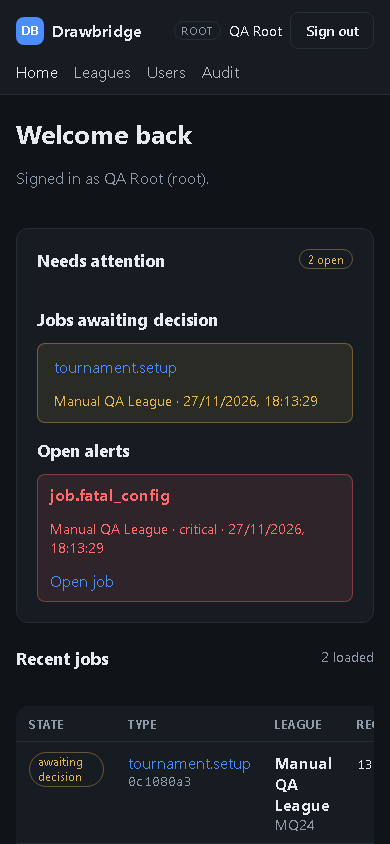 DB Drawbridge ROOT QA Root Sign out
Home Leagues Users Audit
Welcome back
Signed in as QA Root (root).
Needs attention 2 open
Jobs awaiting decision
tournament.setup
Manual QA League · 27/11/2026, 18:13:29
Open alerts
job.fatal_config
Manual QA League · critical · 27/11/2026,
18:13:29
Open job
Recent jobs 2 loaded
STATE TYPE LEAGUE
awaiting
decision
tournament.setup
0c1080a3
Manual
QA
League
MQ24
13